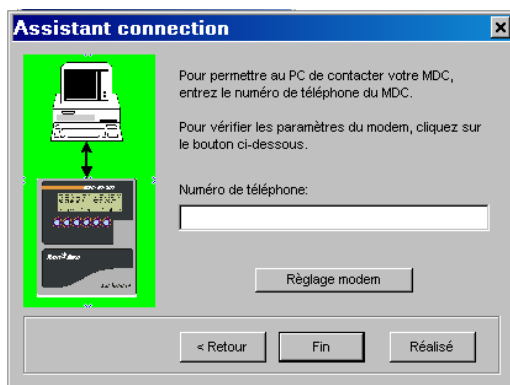 Assistant connection
Pour permettre au PC de contacter votre MDC,
entrez le numéro de téléphone du MDC.
Pour vérifier les paramètres du modem, cliquez sur
le bouton ci-dessous.
Numéro de téléphone:
Règlage modem
< Retour
Fin
Réalisé